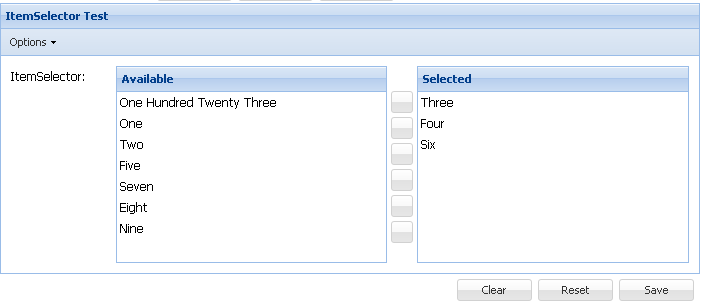 ItemSelector Test
Options
ItemSelector:
Available
One Hundred Twenty Three
One
Two
Five
Seven
Eight
Nine
Selected
Three
Four
Six
Clear
Reset
Save